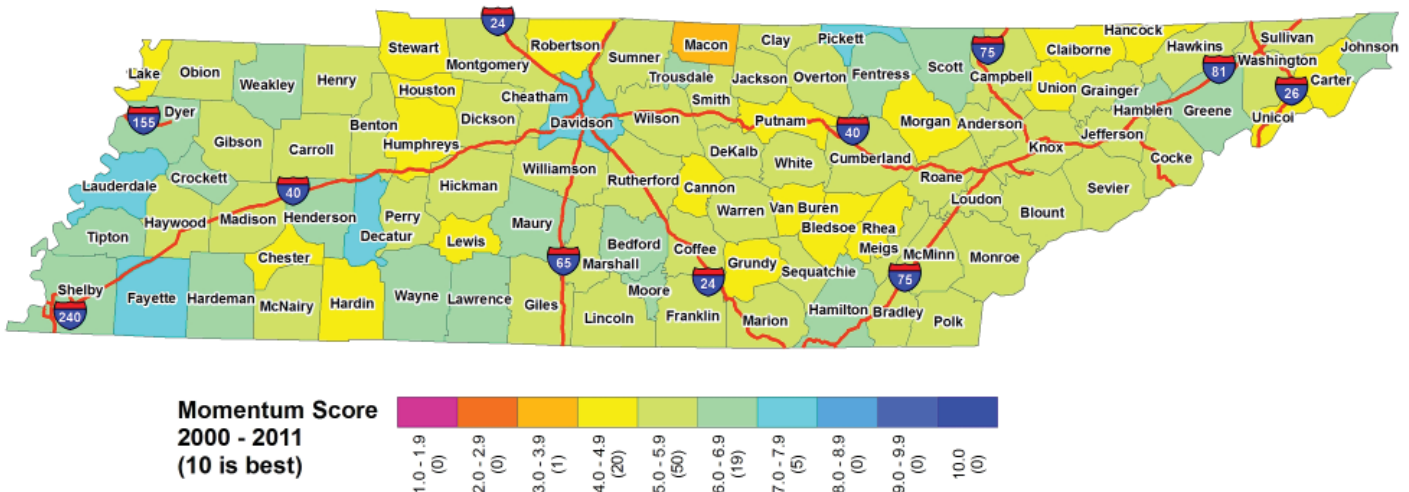 24
Hancock
Stewart
Robertson
Macon
Clay
Pickett
75
Claiborne
Hawkins
Sullivan
Johnson
Lake
Obion
Weakley
Henry
Montgomery
Sumner
Trousdale
Jackson
Overton
Fentress
Scott
Campbell
81
Washington
Carter
Houston
Cheatham
Smith
Union
Grainger
26
155
Dyer
Benton
Dickson
Davidson
Wilson
Putnam
40
Morgan
Anderson
Hamblen
Greene
Unicoi
Gibson
Carroll
Humphreys
DeKalb
White
Cumberland
Knox
Jefferson
Cocke
Lauderdale
Crockett
40
Hickman
Williamson
Rutherford
Cannon
Roane
Loudon
Sevier
Haywood
Madison
Henderson
Perry
Decatur
Lewis
Maury
Warren
Van Buren
Bledsoe
Rhea
Blount
Tipton
Chester
Bedford
Coffee
Meigs
McMinn
Monroe
65
Marshall
Grundy
Sequatchie
75
Shelby
240
Fayette
Hardeman
McNairy
Hardin
Wayne
Lawrence
Giles
Moore
24
Lincoln
Franklin
Marion
Hamilton
Bradley
Polk
Momentum Score
2000 - 2011
(10 is best)
1.0 - 1.9
(0)
2.0 - 2.9
(0)
3.0 - 3.9
(1)
4.0 - 4.9
(20)
5.0 - 5.9
(50)
6.0 - 6.9
(19)
7.0 - 7.9
(5)
8.0 - 8.9
(0)
9.0 - 9.9
(0)
10.0
(0)